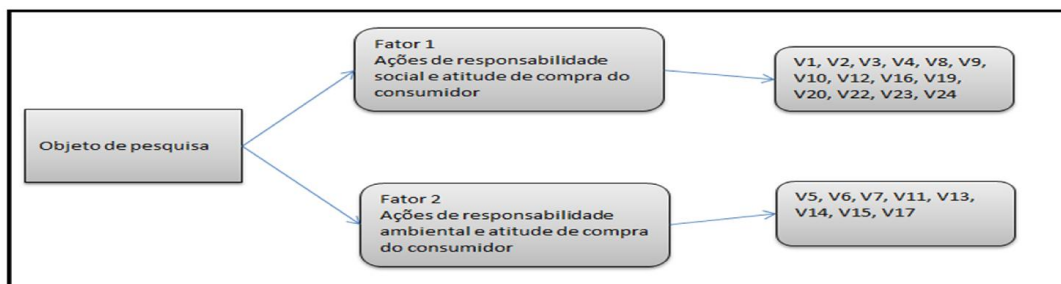 Objeto de pesquisa
Fator 1
Ações de responsabilidade
social e atitude de compra do
consumidor
V1, V2, V3, V4, V8, V9,
V10, V12, V16, V19,
V20, V22, V23, V24
Fator 2
Ações de responsabilidade
ambiental e atitude de compra
do consumidor
V5, V6, V7, V11, V13,
V14, V15, V17